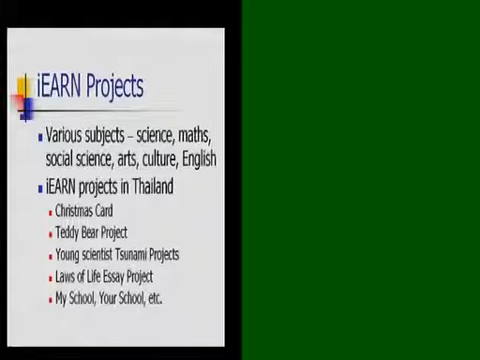 iEARN Projects
Various subjects – science, maths,
social science, arts, culture, English
iEARN projects in Thailand
Christmas Card
Teddy Bear Project
Young scientist Tsunami Projects
Laws of Life Essay Project
My School, Your School, etc.